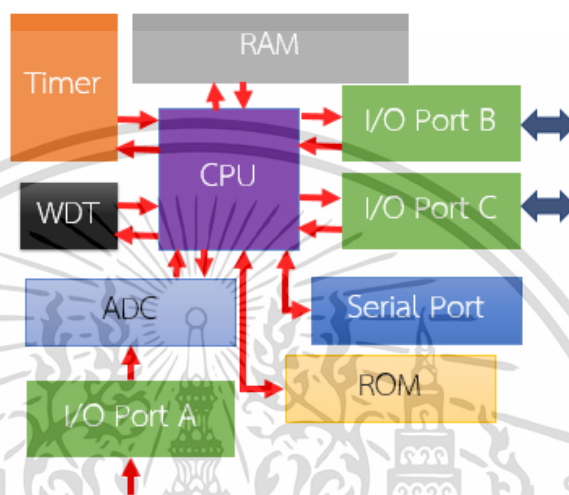 RAM
Timer
I/O Port B
CPU
I/O Port C
WDT
ADC
Serial Port
ROM
I/O Port A